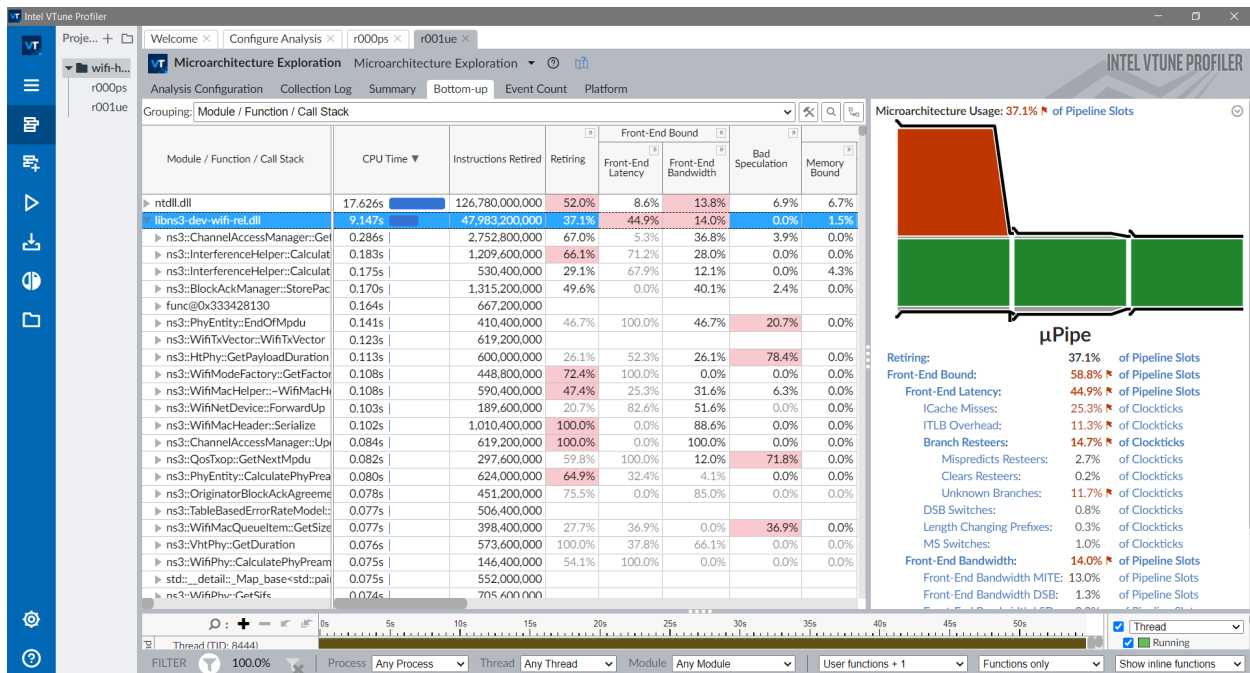 Intel VTune Profiler
Proje...
Welcome
Configure Analysis
r000ps
r001ue
wifi-h...
r000ps
r001ue
Microarchitecture Exploration Microarchitecture Exploration
INTEL VTUNE PROFILER
Analysis Configuration Collection Log Summary Bottom-up Event Count Platform
Grouping: Module / Function / Call Stack
Module / Function / Call Stack CPU Time ▼ Instructions Retired Retiring Front-End Bound Bad Speculation Memory Bound
Front-End Latency Front-End Bandwidth
ntdll.dll 17.626s 126,780,000,000 52.0% 8.6% 13.8% 6.9% 6.7%
libns3-dev-wifi-rel.dll 9.147s 47,983,200,000 37.1% 44.9% 14.0% 0.0% 1.5%
ns3::ChannelAccessManager::Get 0.286s 2,752,800,000 67.0% 5.3% 36.8% 3.9% 0.0%
ns3::InterferenceHelper::Calculat 0.183s 1,209,600,000 66.1% 71.2% 28.0% 0.0% 0.0%
ns3::InterferenceHelper::Calculat 0.175s 530,400,000 29.1% 67.9% 12.1% 0.0% 4.3%
ns3::BlockAckManager::StorePac 0.170s 1,315,200,000 49.6% 0.0% 40.1% 2.4% 0.0%
func@0x333428130 0.164s 667,200,000
ns3::PhyEntity::EndOfMpdu 0.141s 410,400,000 46.7% 100.0% 46.7% 20.7% 0.0%
ns3::WifiTxVector::WifiTxVector 0.123s 619,200,000
ns3::HtPhy::GetPayloadDuration 0.113s 600,000,000 26.1% 52.3% 26.1% 78.4% 0.0%
ns3::WifiModeFactory::GetFactor 0.108s 448,800,000 72.4% 100.0% 0.0% 0.0% 0.0%
ns3::WifiMacHelper::~WifiMacHe 0.108s 590,400,000 47.4% 25.3% 31.6% 6.3% 0.0%
ns3::WifiNetDevice::ForwardUp 0.103s 189,600,000 20.7% 82.6% 51.6% 0.0% 0.0%
ns3::WifiMacHeader::Serialize 0.102s 1,010,400,000 100.0% 0.0% 88.6% 0.0% 0.0%
ns3::ChannelAccessManager::Upd 0.084s 619,200,000 100.0% 0.0% 100.0% 0.0% 0.0%
ns3::QosTxop::GetNextMpdu 0.082s 297,600,000 59.8% 100.0% 12.0% 71.8% 0.0%
ns3::PhyEntity::CalculatePhyPrea 0.080s 624,000,000 64.9% 32.4% 4.1% 0.0% 0.0%
ns3::OriginatorBlockAckAgreeme 0.078s 451,200,000 75.5% 0.0% 85.0% 0.0% 0.0%
ns3::TableBasedErrorRateModel:: 0.077s 506,400,000
ns3::WifiMacQueueItem::GetSize 0.077s 398,400,000 27.7% 36.9% 0.0% 36.9% 0.0%
ns3::VhtPhy::GetDuration 0.076s 573,600,000 100.0% 37.8% 66.1% 0.0% 0.0%
ns3::WifiPhy::CalculatePhyPream 0.075s 146,400,000 54.1% 100.0% 0.0% 0.0% 0.0%
std::__detail::_Map_base<std::pai 0.075s 552,000,000
ns3::WifiPhy::GetSifs 0.074s 705,600,000
Microarchitecture Usage: 37.1% of Pipeline Slots
µPipe
Retiring: 37.1% of Pipeline Slots
Front-End Bound: 58.8% of Pipeline Slots
Front-End Latency: 44.9% of Pipeline Slots
ICache Misses: 25.3% of Clockticks
ITLB Overhead: 11.3% of Clockticks
Branch Resteers: 14.7% of Clockticks
Mispredicts Resteers: 2.7% of Clockticks
Clears Resteers: 0.2% of Clockticks
Unknown Branches: 11.7% of Clockticks
DSB Switches: 0.8% of Clockticks
Length Changing Prefixes: 0.3% of Clockticks
MS Switches: 1.0% of Clockticks
Front-End Bandwidth: 14.0% of Pipeline Slots
Front-End Bandwidth MITE: 13.0% of Pipeline Slots
Front-End Bandwidth DSB: 1.3% of Pipeline Slots
0s 5s 10s 15s 20s 25s 30s 35s 40s 45s 50s
Thread (TID: 8444)
Thread
Running
FILTER 100.0% Process Any Process Thread Any Thread Module Any Module User functions + 1 Functions only Show inline functions